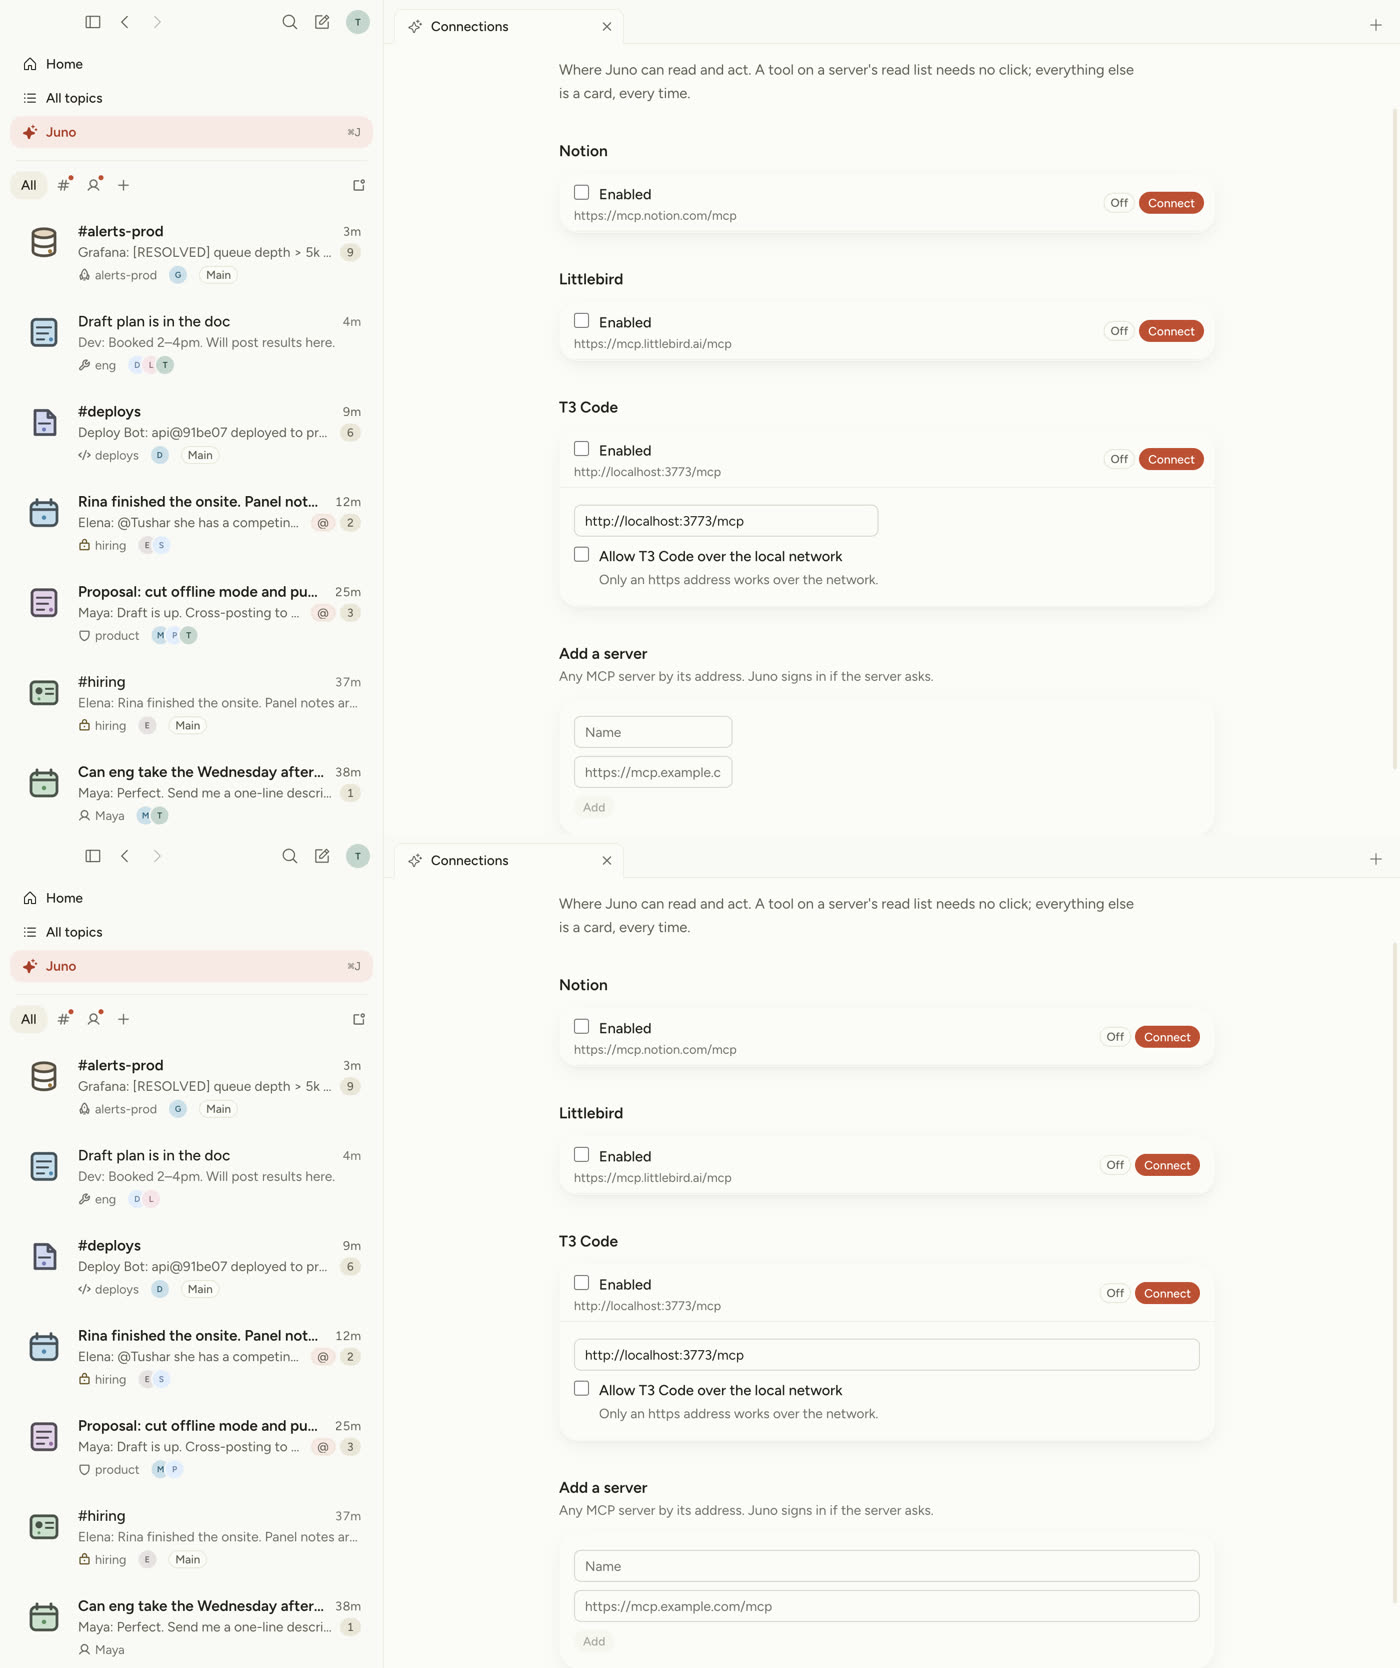 T
Connections
Home
All topics
Juno
⌘J
All
#alerts-prod
3m
Grafana: [RESOLVED] queue depth > 5k ...
9
alerts-prod
G
Main
Draft plan is in the doc
4m
Dev: Booked 2–4pm. Will post results here.
eng
D L T
#deploys
9m
Deploy Bot: api@91be07 deployed to pr...
6
deploys
D
Main
Rina finished the onsite. Panel not...
12m
Elena: @Tushar she has a competin...
@ 2
hiring
E S
Proposal: cut offline mode and pu...
25m
Maya: Draft is up. Cross-posting to ...
@ 3
product
M P T
#hiring
37m
Elena: Rina finished the onsite. Panel notes ar...
hiring
E
Main
Can eng take the Wednesday after...
38m
Maya: Perfect. Send me a one-line descri...
1
Maya
M T
Where Juno can read and act. A tool on a server's read list needs no click; everything else
is a card, every time.
Notion
Enabled
https://mcp.notion.com/mcp
Off
Connect
Littlebird
Enabled
https://mcp.littlebird.ai/mcp
Off
Connect
T3 Code
Enabled
http://localhost:3773/mcp
Off
Connect
http://localhost:3773/mcp
Allow T3 Code over the local network
Only an https address works over the network.
Add a server
Any MCP server by its address. Juno signs in if the server asks.
Name
https://mcp.example.c
Add
T
Connections
Home
All topics
Juno
⌘J
All
#alerts-prod
3m
Grafana: [RESOLVED] queue depth > 5k ...
9
alerts-prod
G
Main
Draft plan is in the doc
4m
Dev: Booked 2–4pm. Will post results here.
eng
D L
#deploys
9m
Deploy Bot: api@91be07 deployed to pr...
6
deploys
D
Main
Rina finished the onsite. Panel not...
12m
Elena: @Tushar she has a competin...
@ 2
hiring
E S
Proposal: cut offline mode and pu...
25m
Maya: Draft is up. Cross-posting to ...
@ 3
product
M P
#hiring
37m
Elena: Rina finished the onsite. Panel notes ar...
hiring
E
Main
Can eng take the Wednesday after...
38m
Maya: Perfect. Send me a one-line descri...
1
Maya
Where Juno can read and act. A tool on a server's read list needs no click; everything else
is a card, every time.
Notion
Enabled
https://mcp.notion.com/mcp
Off
Connect
Littlebird
Enabled
https://mcp.littlebird.ai/mcp
Off
Connect
T3 Code
Enabled
http://localhost:3773/mcp
Off
Connect
http://localhost:3773/mcp
Allow T3 Code over the local network
Only an https address works over the network.
Add a server
Any MCP server by its address. Juno signs in if the server asks.
Name
https://mcp.example.com/mcp
Add